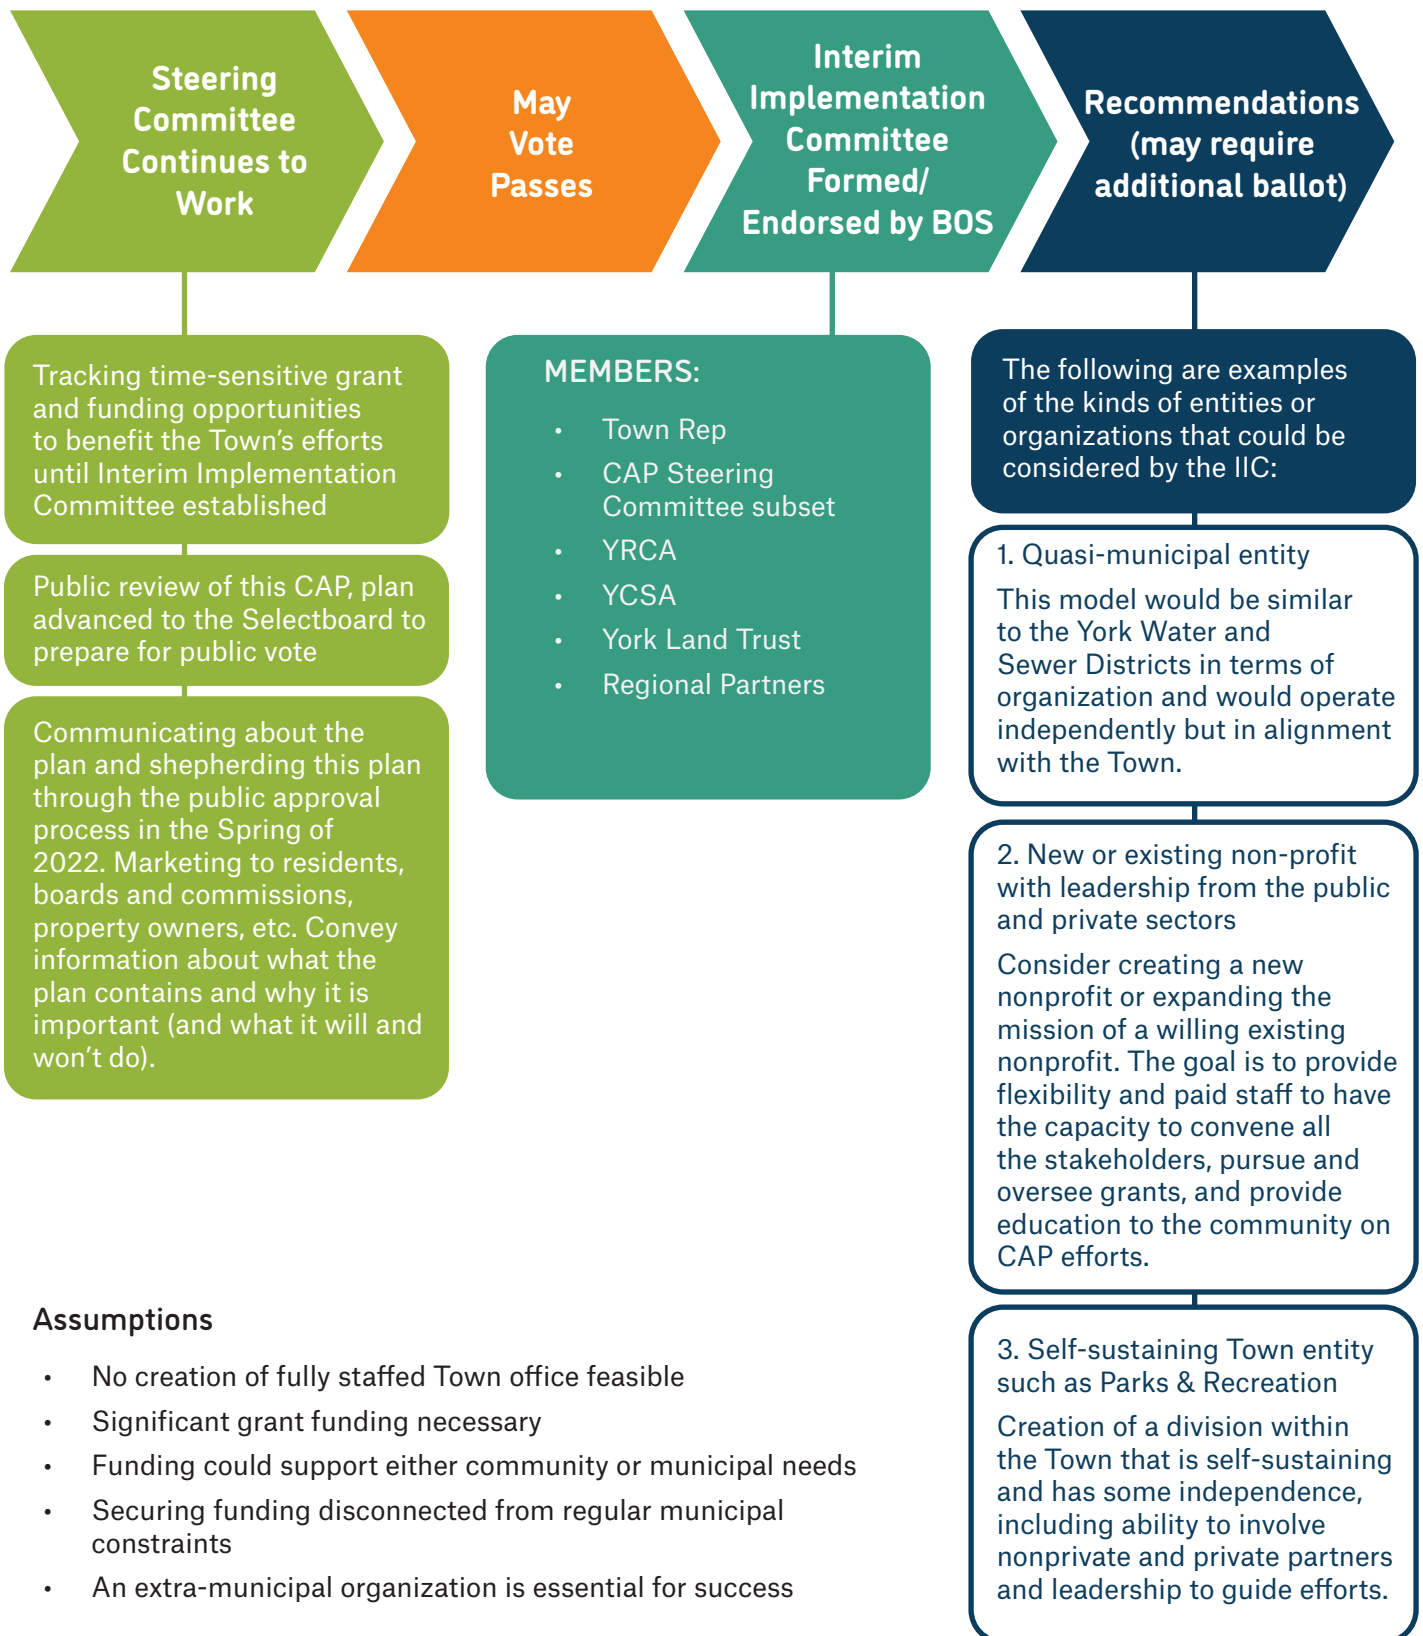 Steering
Committee
Continues to
Work
May
Vote
Passes
Interim
Implementation
Committee
Formed/
Endorsed by BOS
Recommendations
(may require
additional ballot)
Tracking time-sensitive grant
and funding opportunities
to benefit the Town’s efforts
until Interim Implementation
Committee established
Public review of this CAP, plan
advanced to the Selectboard to
prepare for public vote
Communicating about the
plan and shepherding this plan
through the public approval
process in the Spring of
2022. Marketing to residents,
boards and commissions,
property owners, etc. Convey
information about what the
plan contains and why it is
important (and what it will and
won’t do).
MEMBERS:
• Town Rep
• CAP Steering
Committee subset
• YRCA
• YCSA
• York Land Trust
• Regional Partners
The following are examples
of the kinds of entities or
organizations that could be
considered by the IIC:
1. Quasi-municipal entity
This model would be similar
to the York Water and
Sewer Districts in terms of
organization and would operate
independently but in alignment
with the Town.
2. New or existing non-profit
with leadership from the public
and private sectors
Consider creating a new
nonprofit or expanding the
mission of a willing existing
nonprofit. The goal is to provide
flexibility and paid staff to have
the capacity to convene all
the stakeholders, pursue and
oversee grants, and provide
education to the community on
CAP efforts.
3. Self-sustaining Town entity
such as Parks & Recreation
Creation of a division within
the Town that is self-sustaining
and has some independence,
including ability to involve
nonprivate and private partners
and leadership to guide efforts.
Assumptions
• No creation of fully staffed Town office feasible
• Significant grant funding necessary
• Funding could support either community or municipal needs
• Securing funding disconnected from regular municipal
constraints
• An extra-municipal organization is essential for success